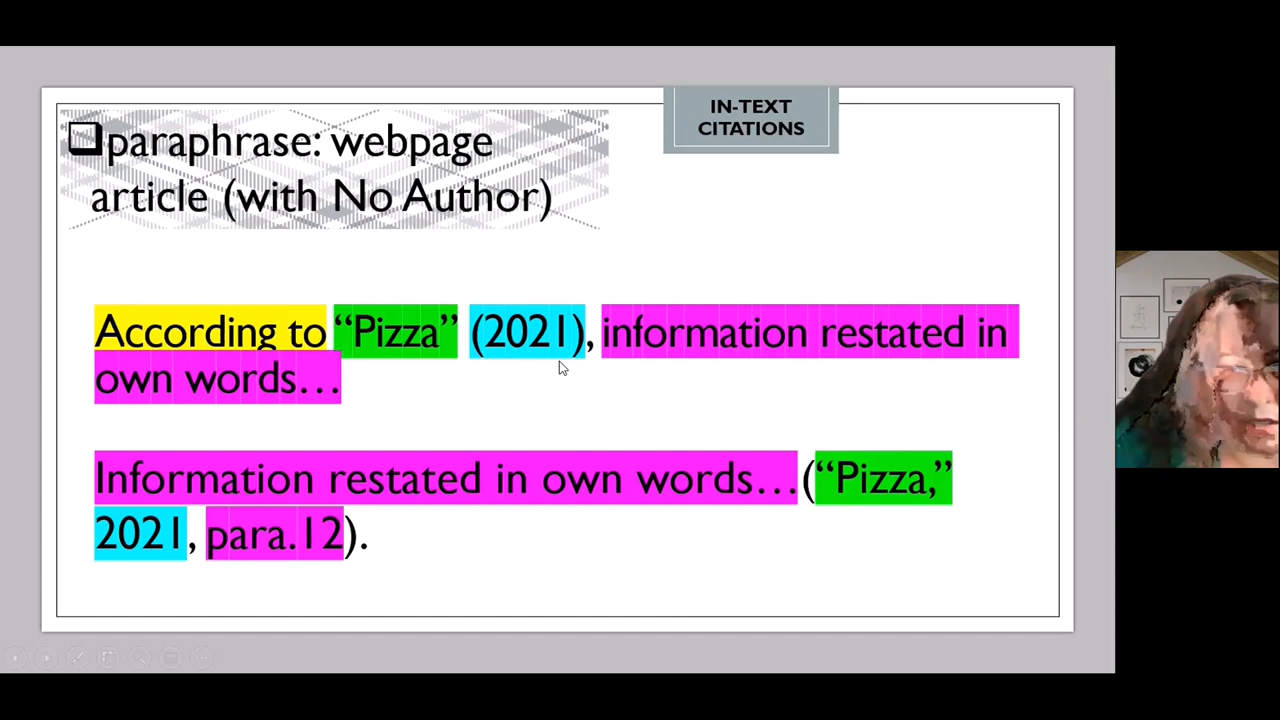 IN-TEXT
CITATIONS
❑paraphrase: webpage
article (with No Author)
According to “Pizza” (2021), information restated in
own words…
Information restated in own words…(“Pizza,”
2021, para.12).